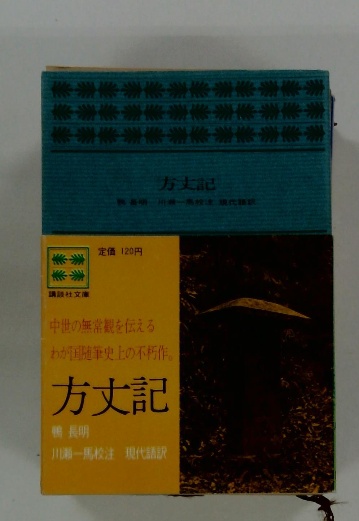 方丈記
鴨 長明 川瀬一馬校注 現代語訳
定価 120円
講談社文庫
中世の無常観を伝える
わが国随筆史上の不朽作。
方丈記
鴨 長明
川瀬一馬校注 現代語訳